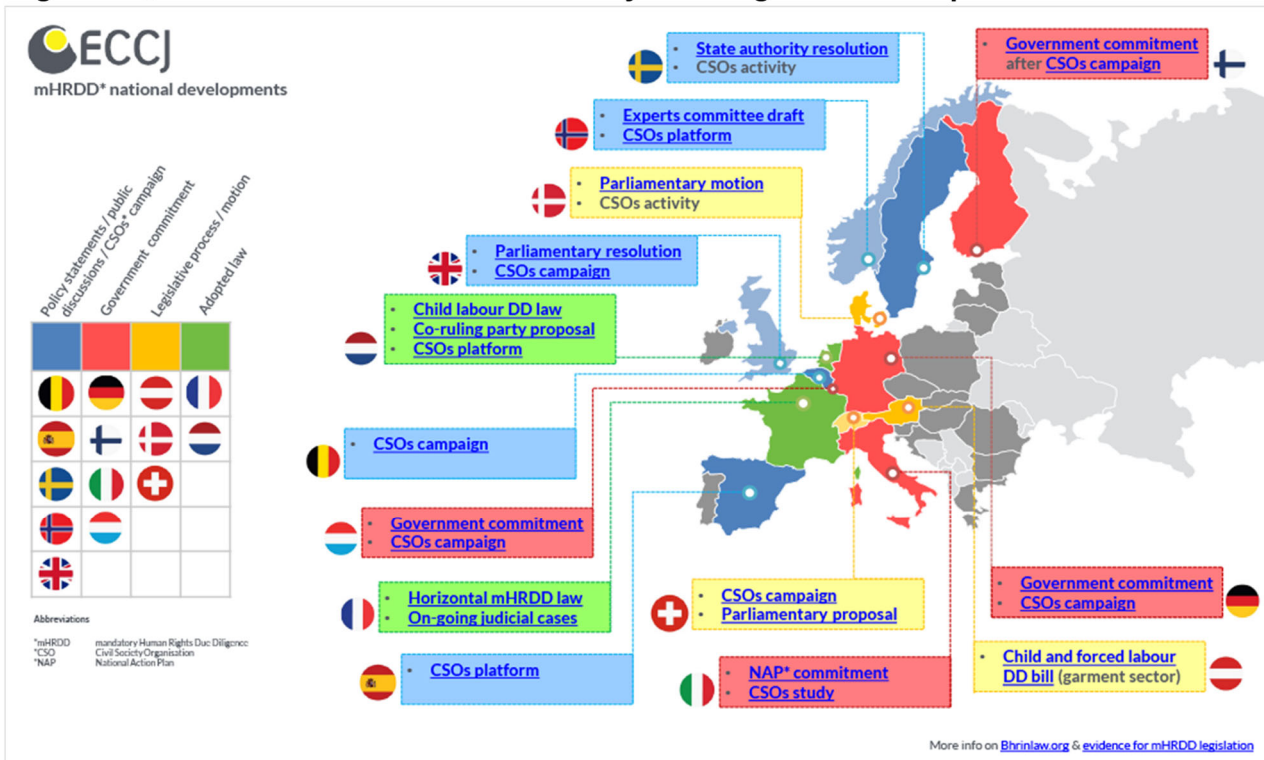 ECCJ
mHRDD* national developments
Policy statements / public
discussions / CSOs* campaign
Government commitment
Legislative process / motion
Adopted law
Abbreviations
*mHRDD mandatory Human Rights Due Diligence
*CSO Civil Society Organisation
*NAP National Action Plan
• State authority resolution
• CSOs activity
• Government commitment
after CSOs campaign
• Experts committee draft
• CSOs platform
• Parliamentary motion
• CSOs activity
• Parliamentary resolution
• CSOs campaign
• Child labour DD law
• Co-ruling party proposal
• CSOs platform
• CSOs campaign
• Government commitment
• CSOs campaign
• Horizontal mHRDD law
• On-going judicial cases
• CSOs platform
• CSOs campaign
• Parliamentary proposal
• NAP* commitment
• CSOs study
• Government commitment
• CSOs campaign
• Child and forced labour
DD bill (garment sector)
More info on Bhrinlaw.org & evidence for mHRDD legislation